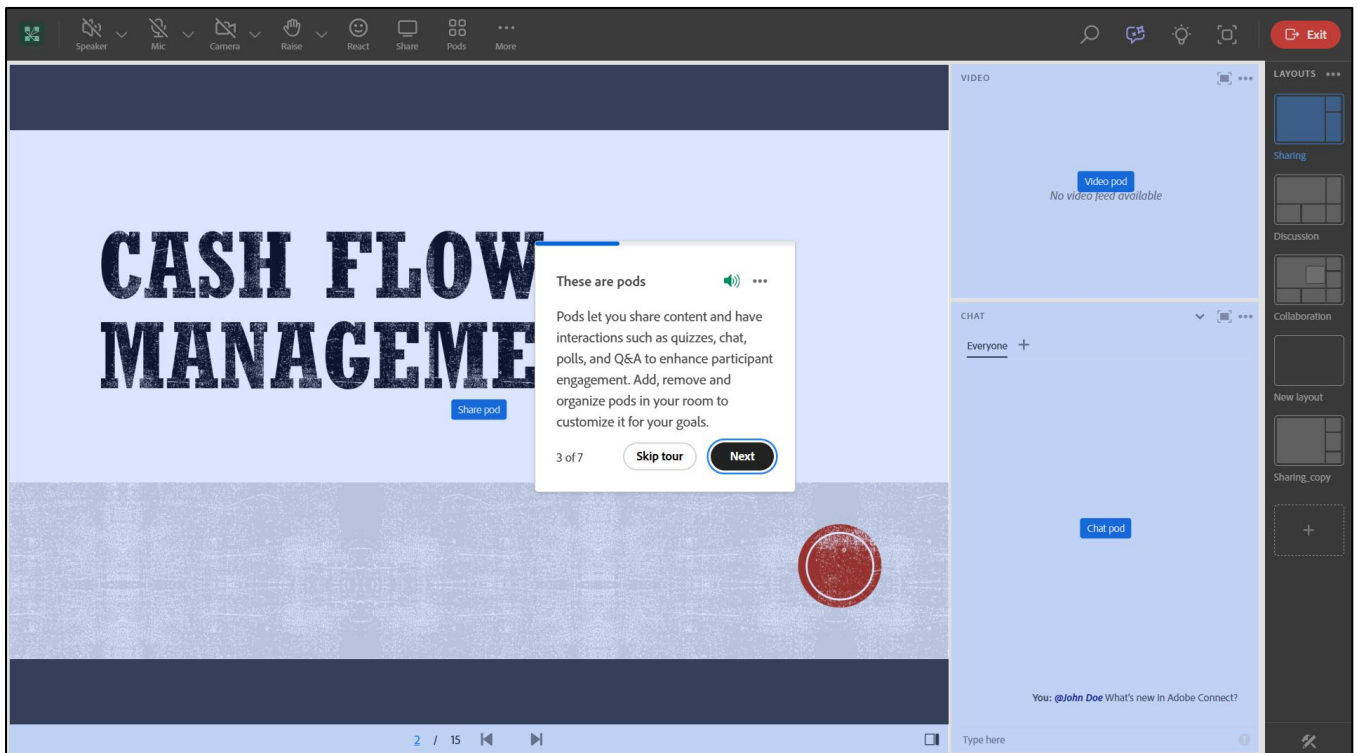 Speaker
Mic
Camera
Raise
React
Share
Pods
More
Exit
CASH FLOW
MANAGEME
Share pod
These are pods
Pods let you share content and have
interactions such as quizzes, chat,
polls, and Q&A to enhance participant
engagement. Add, remove and
organize pods in your room to
customize it for your goals.
3 of 7
Skip tour
Next
2 / 15
VIDEO
Video pod
No video feed available
CHAT
Everyone
Chat pod
You: @John Doe What's new in Adobe Connect?
Type here
LAYOUTS
Sharing
Discussion
Collaboration
New layout
Sharing_copy